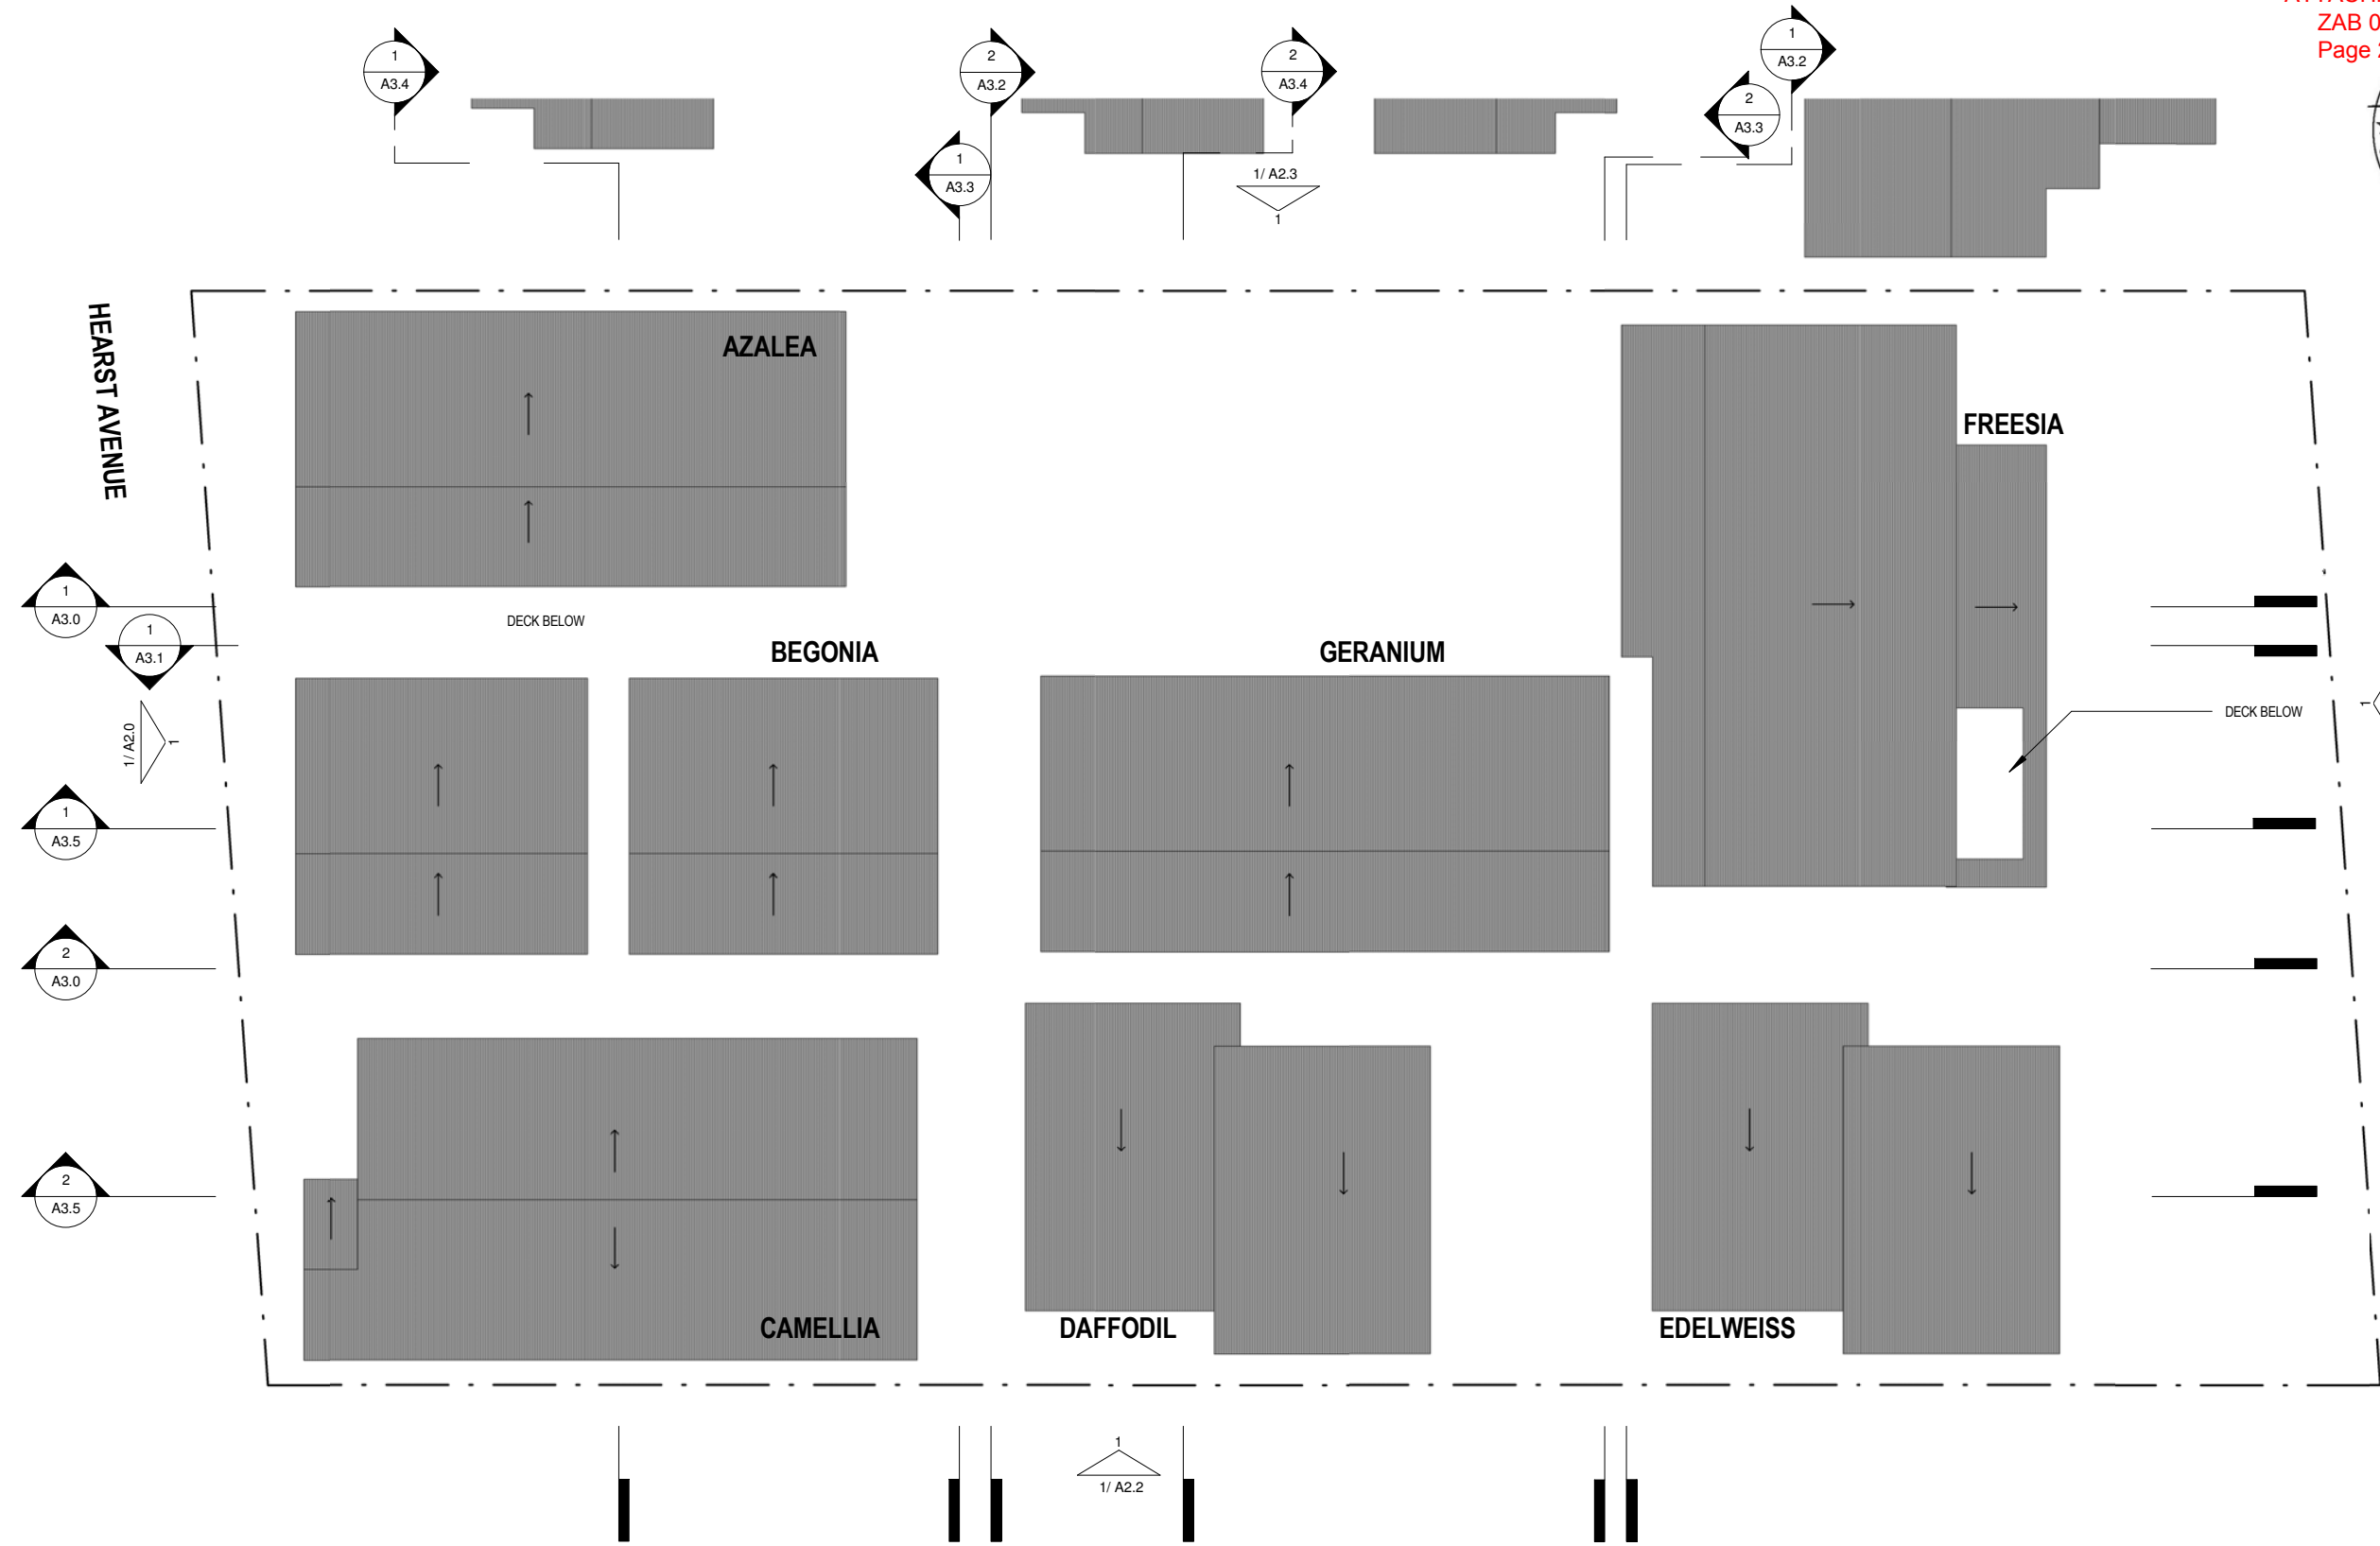 ZAB 0
Page 2
1
A3.4
2
A3.2
2
A3.4
1
A3.2
2
A3.3
1
A3.3
1/ A2.3
1
HEARST AVENUE
AZALEA
FREESIA
1
A3.0
1
A3.1
DECK BELOW
BEGONIA
GERANIUM
1/ A2.0
1
DECK BELOW
1
1
A3.5
2
A3.0
2
A3.5
CAMELLIA
DAFFODIL
EDELWEISS
1
1/ A2.2